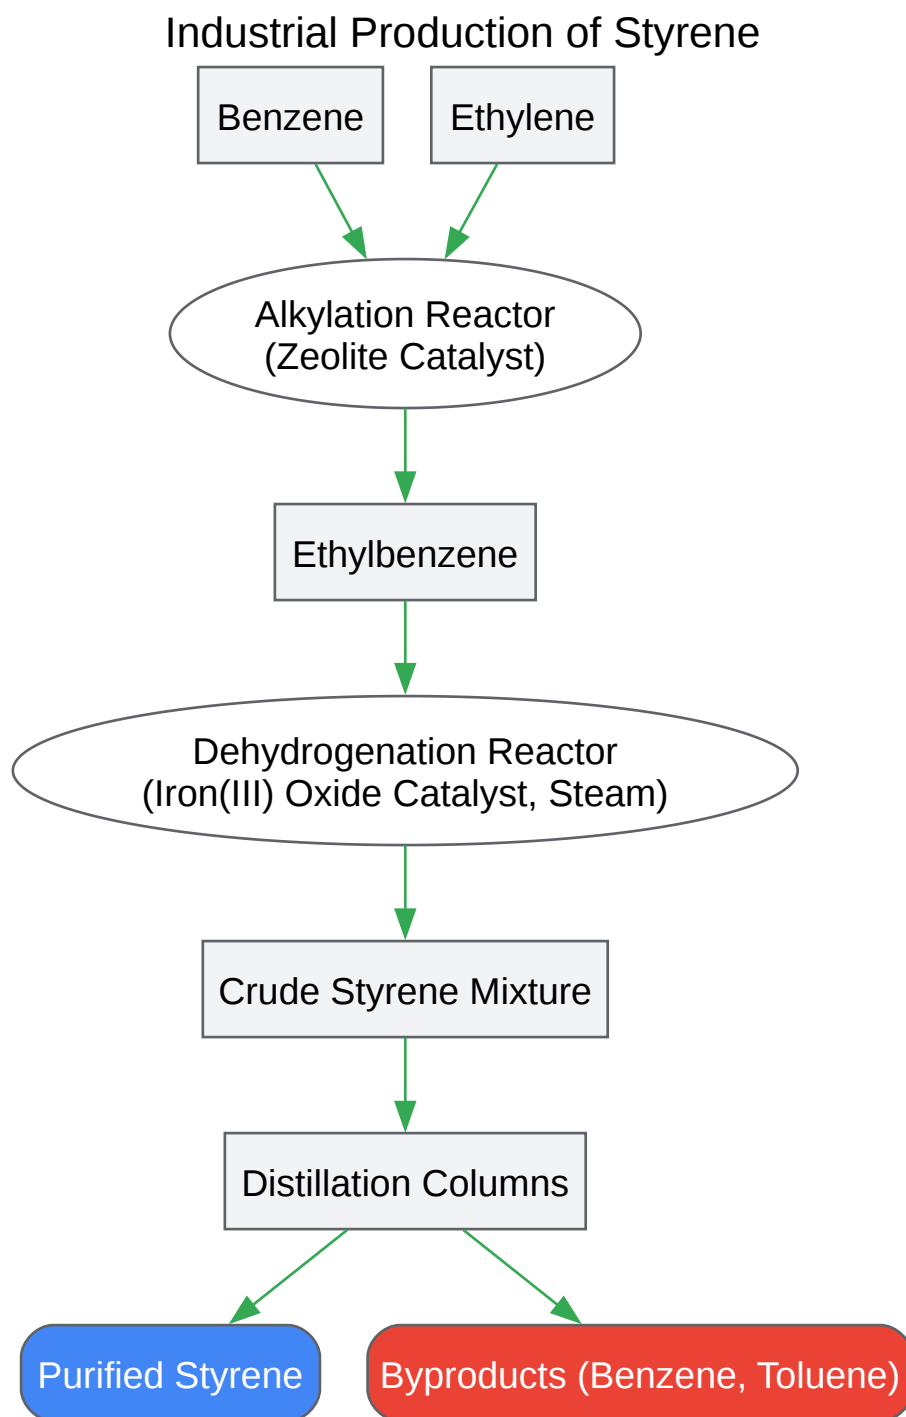 Industrial Production of Styrene
Benzene
Ethylene
Alkylation Reactor
(Zeolite Catalyst)
Ethylbenzene
Dehydrogenation Reactor
(Iron(III) Oxide Catalyst, Steam)
Crude Styrene Mixture
Distillation Columns
Purified Styrene
Byproducts (Benzene, Toluene)